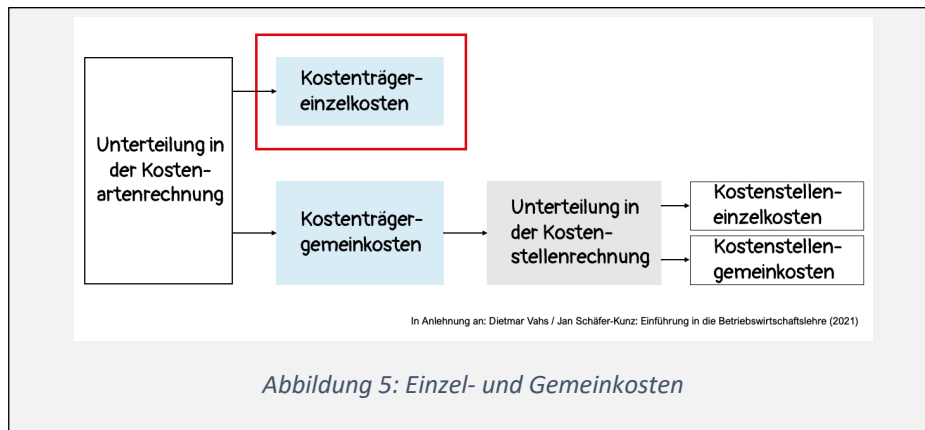 Kostenträger-
einzelkosten
Unterteilung in
der Kosten-
artenrechnung
Kostenträger-
gemeinkosten
Unterteilung in
der Kosten-
stellenrechnung
Kostenstellen-
einzelkosten
Kostenstellen-
gemeinkosten
In Anlehnung an: Dietmar Vahs / Jan Schäfer-Kunz: Einführung in die Betriebswirtschaftslehre (2021)
Abbildung 5: Einzel- und Gemeinkosten